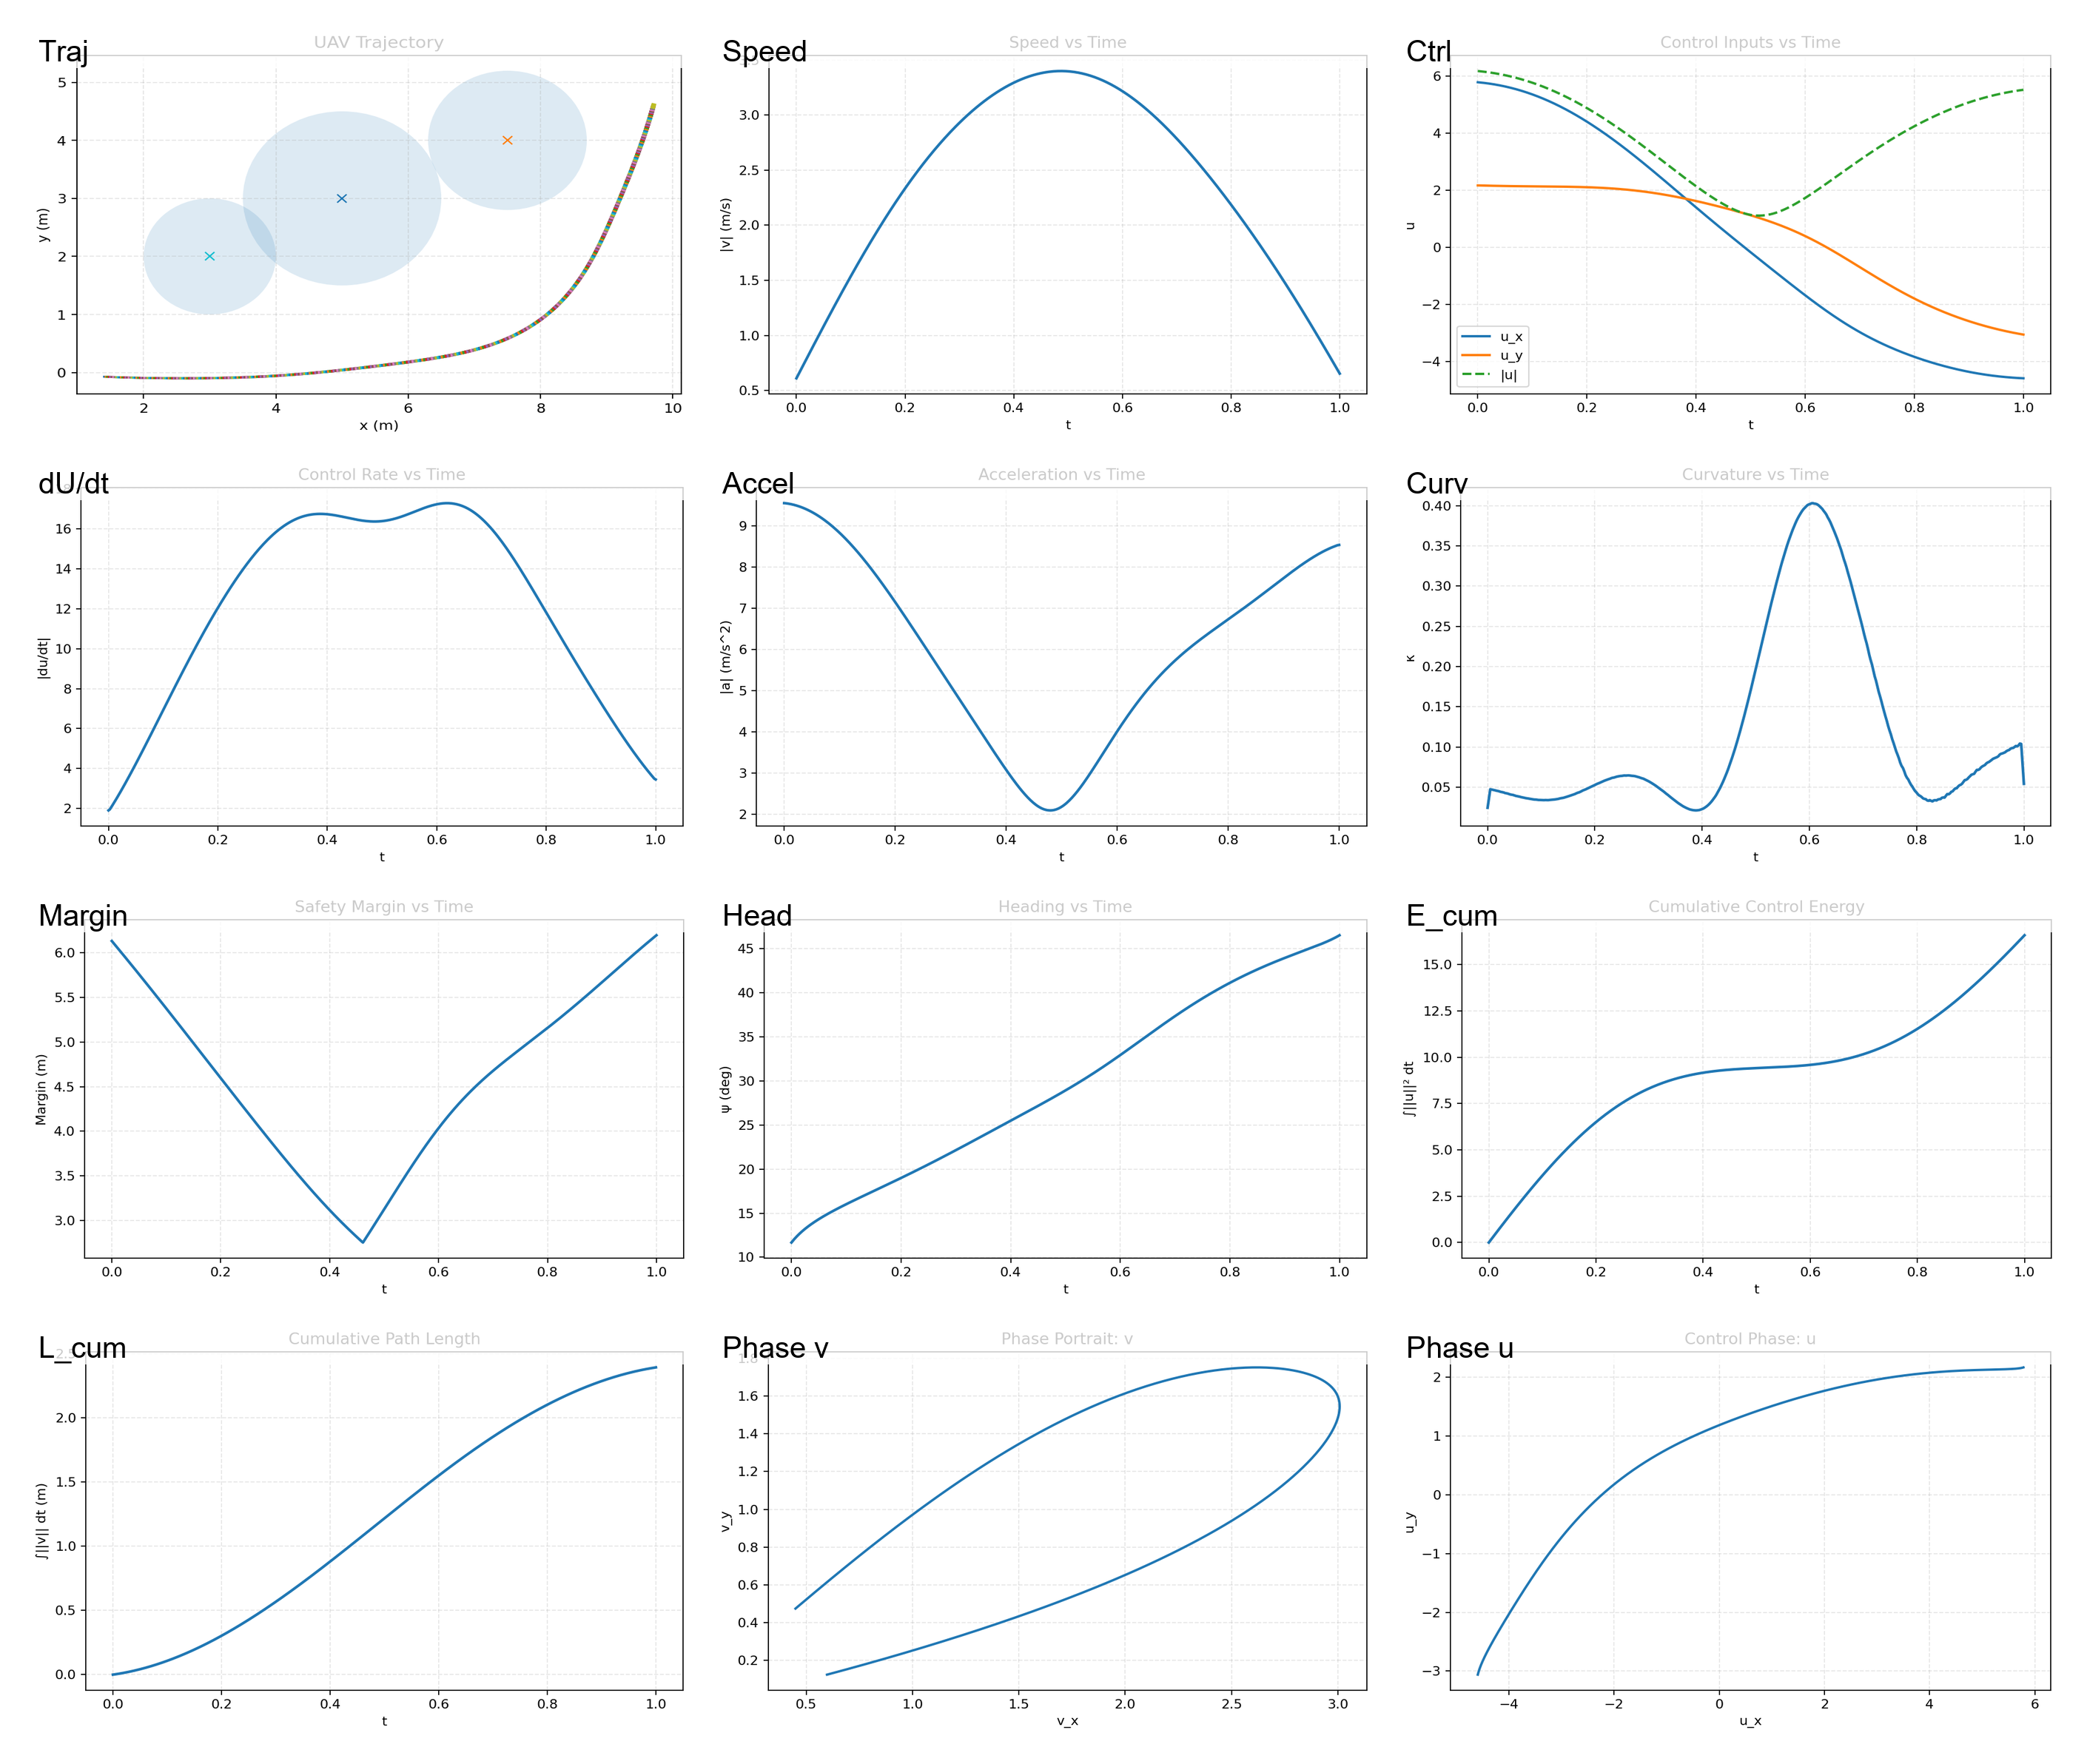 Traj
UAV Trajectory
y (m)
5
4
3
2
1
0
2 4 6 8 10
x (m)
Speed
Speed vs Time
|v| (m/s)
3.0
2.5
2.0
1.5
1.0
0.5
0.0 0.2 0.4 0.6 0.8 1.0
t
Ctrl
Control Inputs vs Time
u
6
4
2
0
−2
−4
u_x
u_y
|u|
0.0 0.2 0.4 0.6 0.8 1.0
t
dU/dt
Control Rate vs Time
|du/dt|
16
14
12
10
8
6
4
2
0.0 0.2 0.4 0.6 0.8 1.0
t
Accel
Acceleration vs Time
|a| (m/s^2)
9
8
7
6
5
4
3
2
0.0 0.2 0.4 0.6 0.8 1.0
t
Curv
Curvature vs Time
κ
0.40
0.35
0.30
0.25
0.20
0.15
0.10
0.05
0.0 0.2 0.4 0.6 0.8 1.0
t
Margin
Safety Margin vs Time
Margin (m)
6.0
5.5
5.0
4.5
4.0
3.5
3.0
0.0 0.2 0.4 0.6 0.8 1.0
t
Head
Heading vs Time
ψ (deg)
45
40
35
30
25
20
15
10
0.0 0.2 0.4 0.6 0.8 1.0
t
E_cum
Cumulative Control Energy
∫||u||² dt
15.0
12.5
10.0
7.5
5.0
2.5
0.0
0.0 0.2 0.4 0.6 0.8 1.0
t
L_cum
Cumulative Path Length
∫||v|| dt (m)
2.0
1.5
1.0
0.5
0.0
0.0 0.2 0.4 0.6 0.8 1.0
t
Phase v
Phase Portrait: v
v_y
1.6
1.4
1.2
1.0
0.8
0.6
0.4
0.2
0.5 1.0 1.5 2.0 2.5 3.0
v_x
Phase u
Control Phase: u
u_y
2
1
0
−1
−2
−3
−4 −2 0 2 4 6
u_x